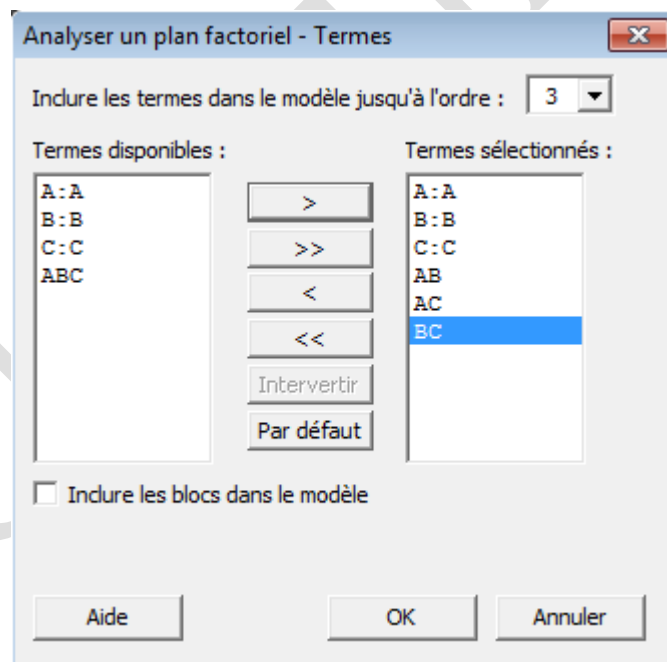 Analyser un plan factoriel - Termes
Inclure les termes dans le modèle jusqu'à l'ordre : 3
Termes disponibles : Termes sélectionnés :
A:A
B:B
C:C
ABC
>
>>
<
<<
Intervertir
Par défaut
A:A
B:B
C:C
AB
AC
BC
Inclure les blocs dans le modèle
Aide OK Annuler